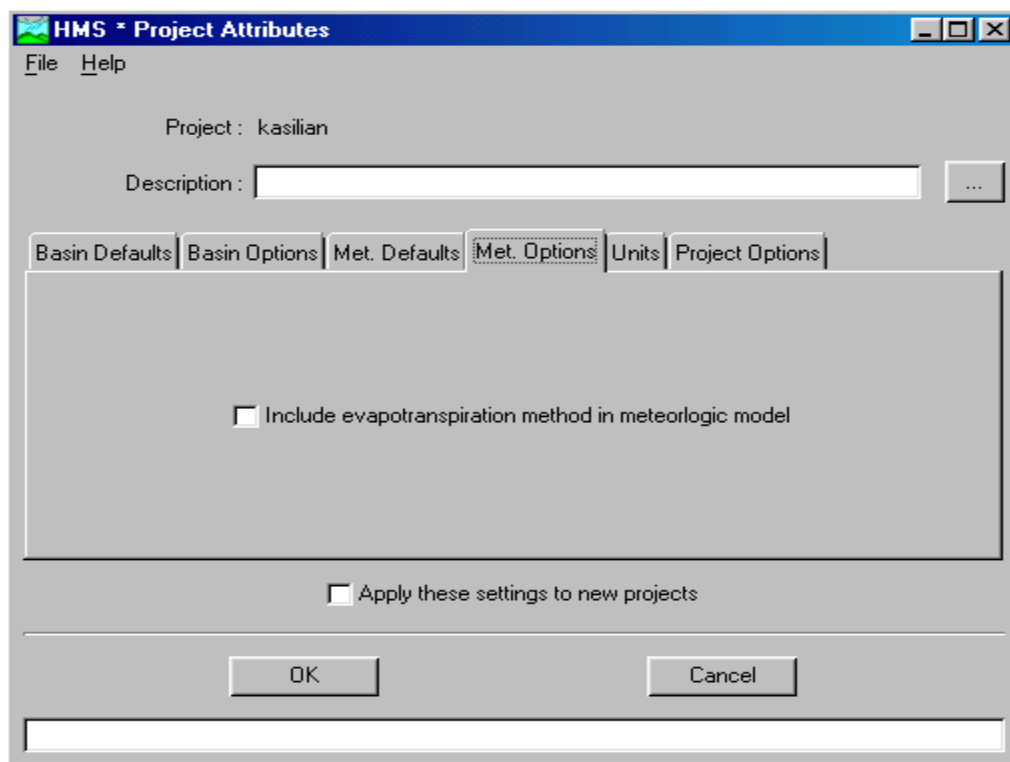 HMS * Project Attributes
File Help
Project : kasilian
Description :
...
Basin Defaults Basin Options Met. Defaults Met. Options Units Project Options
Include evapotranspiration method in meteorlogic model
Apply these settings to new projects
OK Cancel